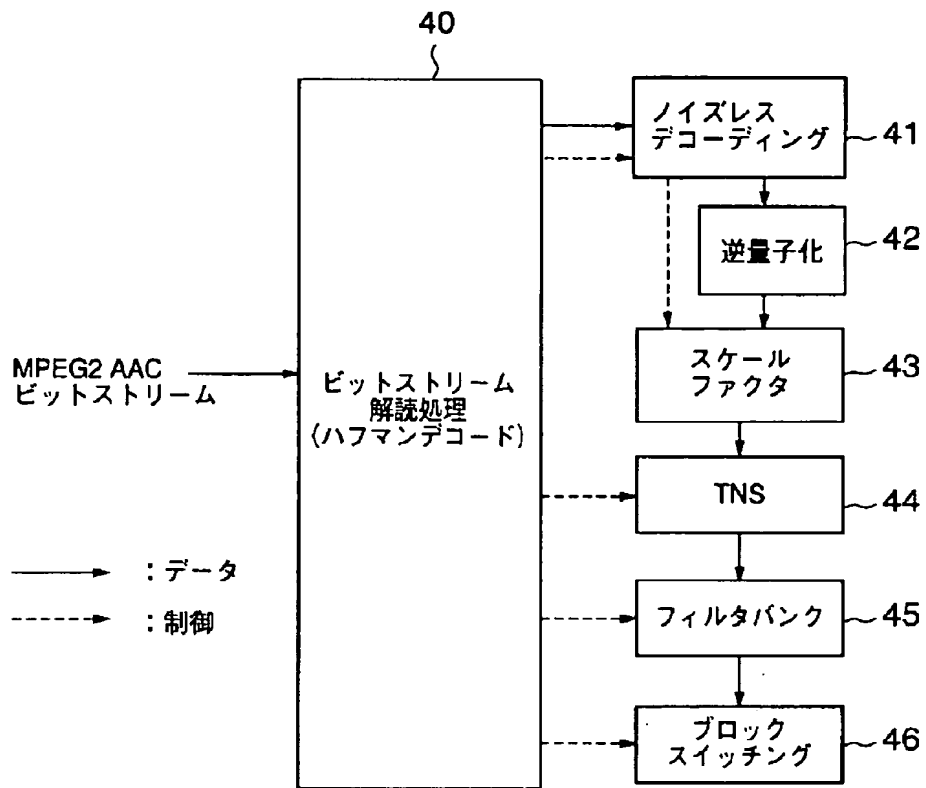 40
ノイズレス
デコーディング
41
逆量子化
42
MPEG2 AAC
ビットストリーム
ビットストリーム
解読処理
(ハフマンデコード)
スケール
ファクタ
43
TNS
44
:データ
:制御
フィルタバンク
45
ブロック
スイッチング
46